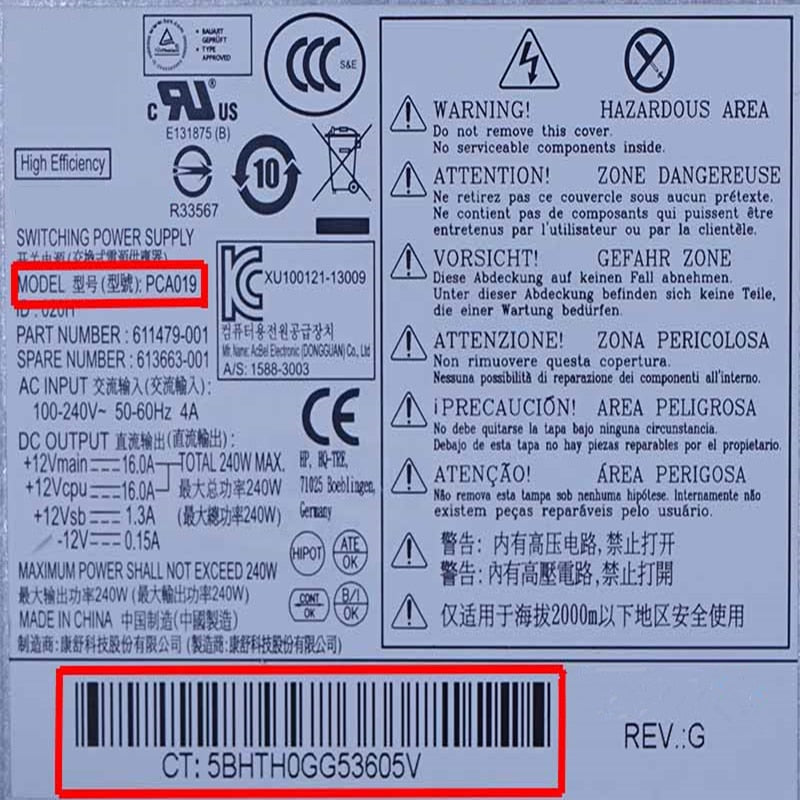 BAUART
GEPRÜFT
TYPE
APPROVED
S&E
c UR US
E131875 (B)
High Efficiency
R33567
10
SWITCHING POWER SUPPLY
开关电源(交換式電源供應器)
MODEL 型号(型號): PCA019
ID : 020H
PART NUMBER : 611479-001
SPARE NUMBER : 613663-001
AC INPUT 交流输入(交流輸入):
100-240V~ 50-60Hz 4A
DC OUTPUT 直流输出(直流輸出):
+12Vmain 16.0A TOTAL 240W MAX.
+12Vcpu 16.0A 最大总功率240W
+12Vsb 1.3A (最大總功率240W)
-12V 0.15A
MAXIMUM POWER SHALL NOT EXCEED 240W
最大输出功率240W (最大輸出功率240W)
MADE IN CHINA 中国制造(中國製造)
制造商: 康舒科技股份有限公司 (製造商: 康舒科技股份有限公司)
XU100121-13009
컴퓨터용전원공급장치
Mfr. Name: AcBel Electronic (DONGGUAN) Co., Ltd
A/S: 1588-3003
CE
HP, HQ-TRE,
71025 Boeblingen,
Germany
HIPOT
ATE
OK
CONT
OK
B/I
OK
WARNING! HAZARDOUS AREA
Do not remove this cover.
No serviceable components inside.
ATTENTION! ZONE DANGEREUSE
Ne retirez pas ce couvercle sous aucun prétexte.
Ne contient pas de composants qui puissent être
entretenus par l'utilisateur ou par la clientèle.
VORSICHT! GEFAHR ZONE
Diese Abdeckung auf keinen Fall abnehmen.
Unter dieser Abdeckung befinden sich keine Teile,
die einer Wartung bedürfen.
ATTENZIONE! ZONA PERICOLOSA
Non rimuovere questa copertura.
Nessuna possibilità di reparazione dei componenti all'interno.
¡PRECAUCIÓN! AREA PELIGROSA
No debe quitarse la tapa bajo ninguna circunstancia.
Debajo de esta tapa no hay piezas reparables por el propietario.
ATENÇÃO! ÁREA PERIGOSA
Não remova esta tampa sob nenhuma hipótese. Internamente não
existem peças reparáveis pelo usuário.
警告: 内有高压电路,禁止打开
警告: 內有高壓電路,禁止打開
仅适用于海拔2000m以下地区安全使用
CT: 5BHTH0GG53605V
REV.:G